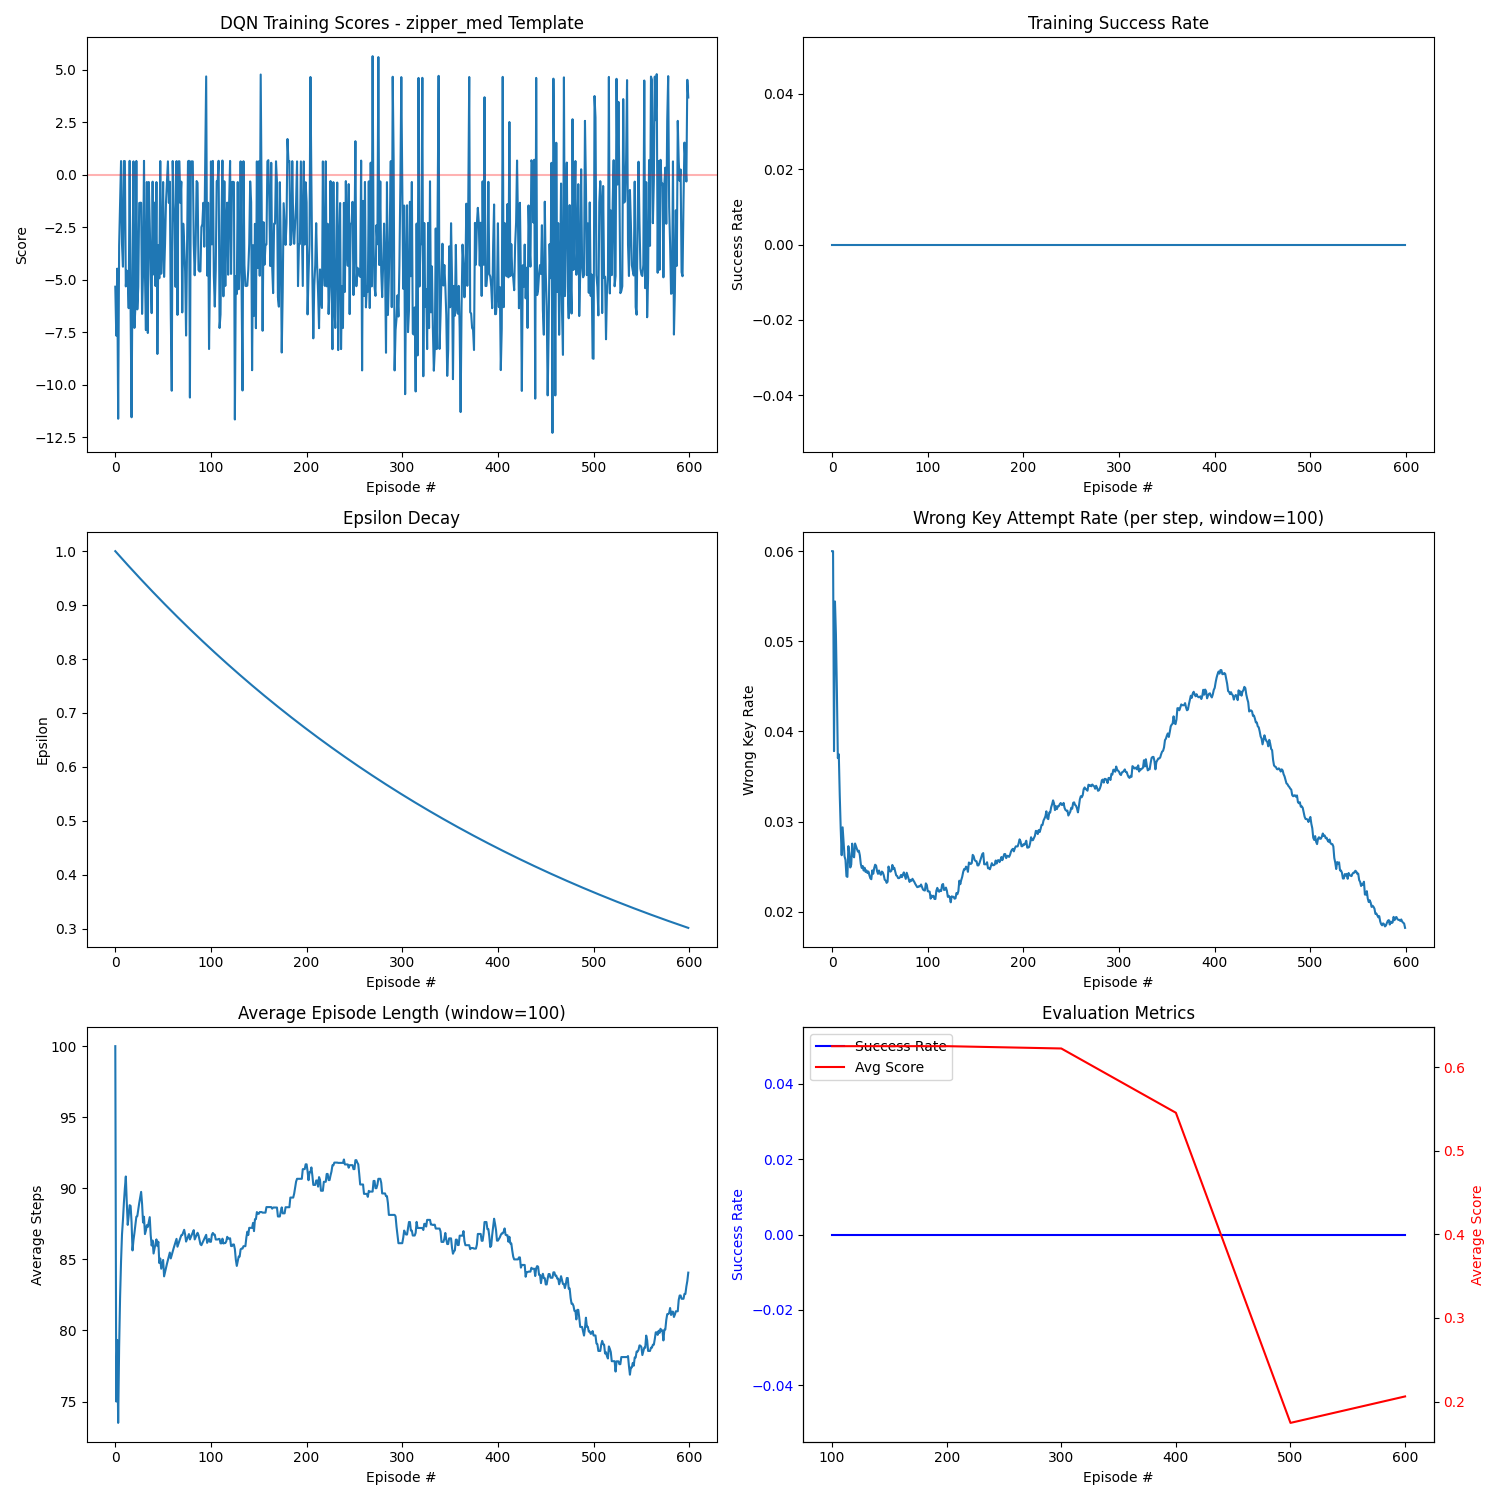 DQN Training Scores - zipper_med Template
5.0
2.5
0.0
−2.5
−5.0
−7.5
−10.0
−12.5
Score
0 100 200 300 400 500 600
Episode #
Training Success Rate
0.04
0.02
0.00
−0.02
−0.04
Success Rate
0 100 200 300 400 500 600
Episode #
Epsilon Decay
1.0
0.9
0.8
0.7
0.6
0.5
0.4
0.3
Epsilon
0 100 200 300 400 500 600
Episode #
Wrong Key Attempt Rate (per step, window=100)
0.06
0.05
0.04
0.03
0.02
Wrong Key Rate
0 100 200 300 400 500 600
Episode #
Average Episode Length (window=100)
100
95
90
85
80
75
Average Steps
0 100 200 300 400 500 600
Episode #
Evaluation Metrics
Success Rate
Avg Score
0.04
0.02
0.00
−0.02
−0.04
Success Rate
0.6
0.5
0.4
0.3
0.2
Average Score
100 200 300 400 500 600
Episode #